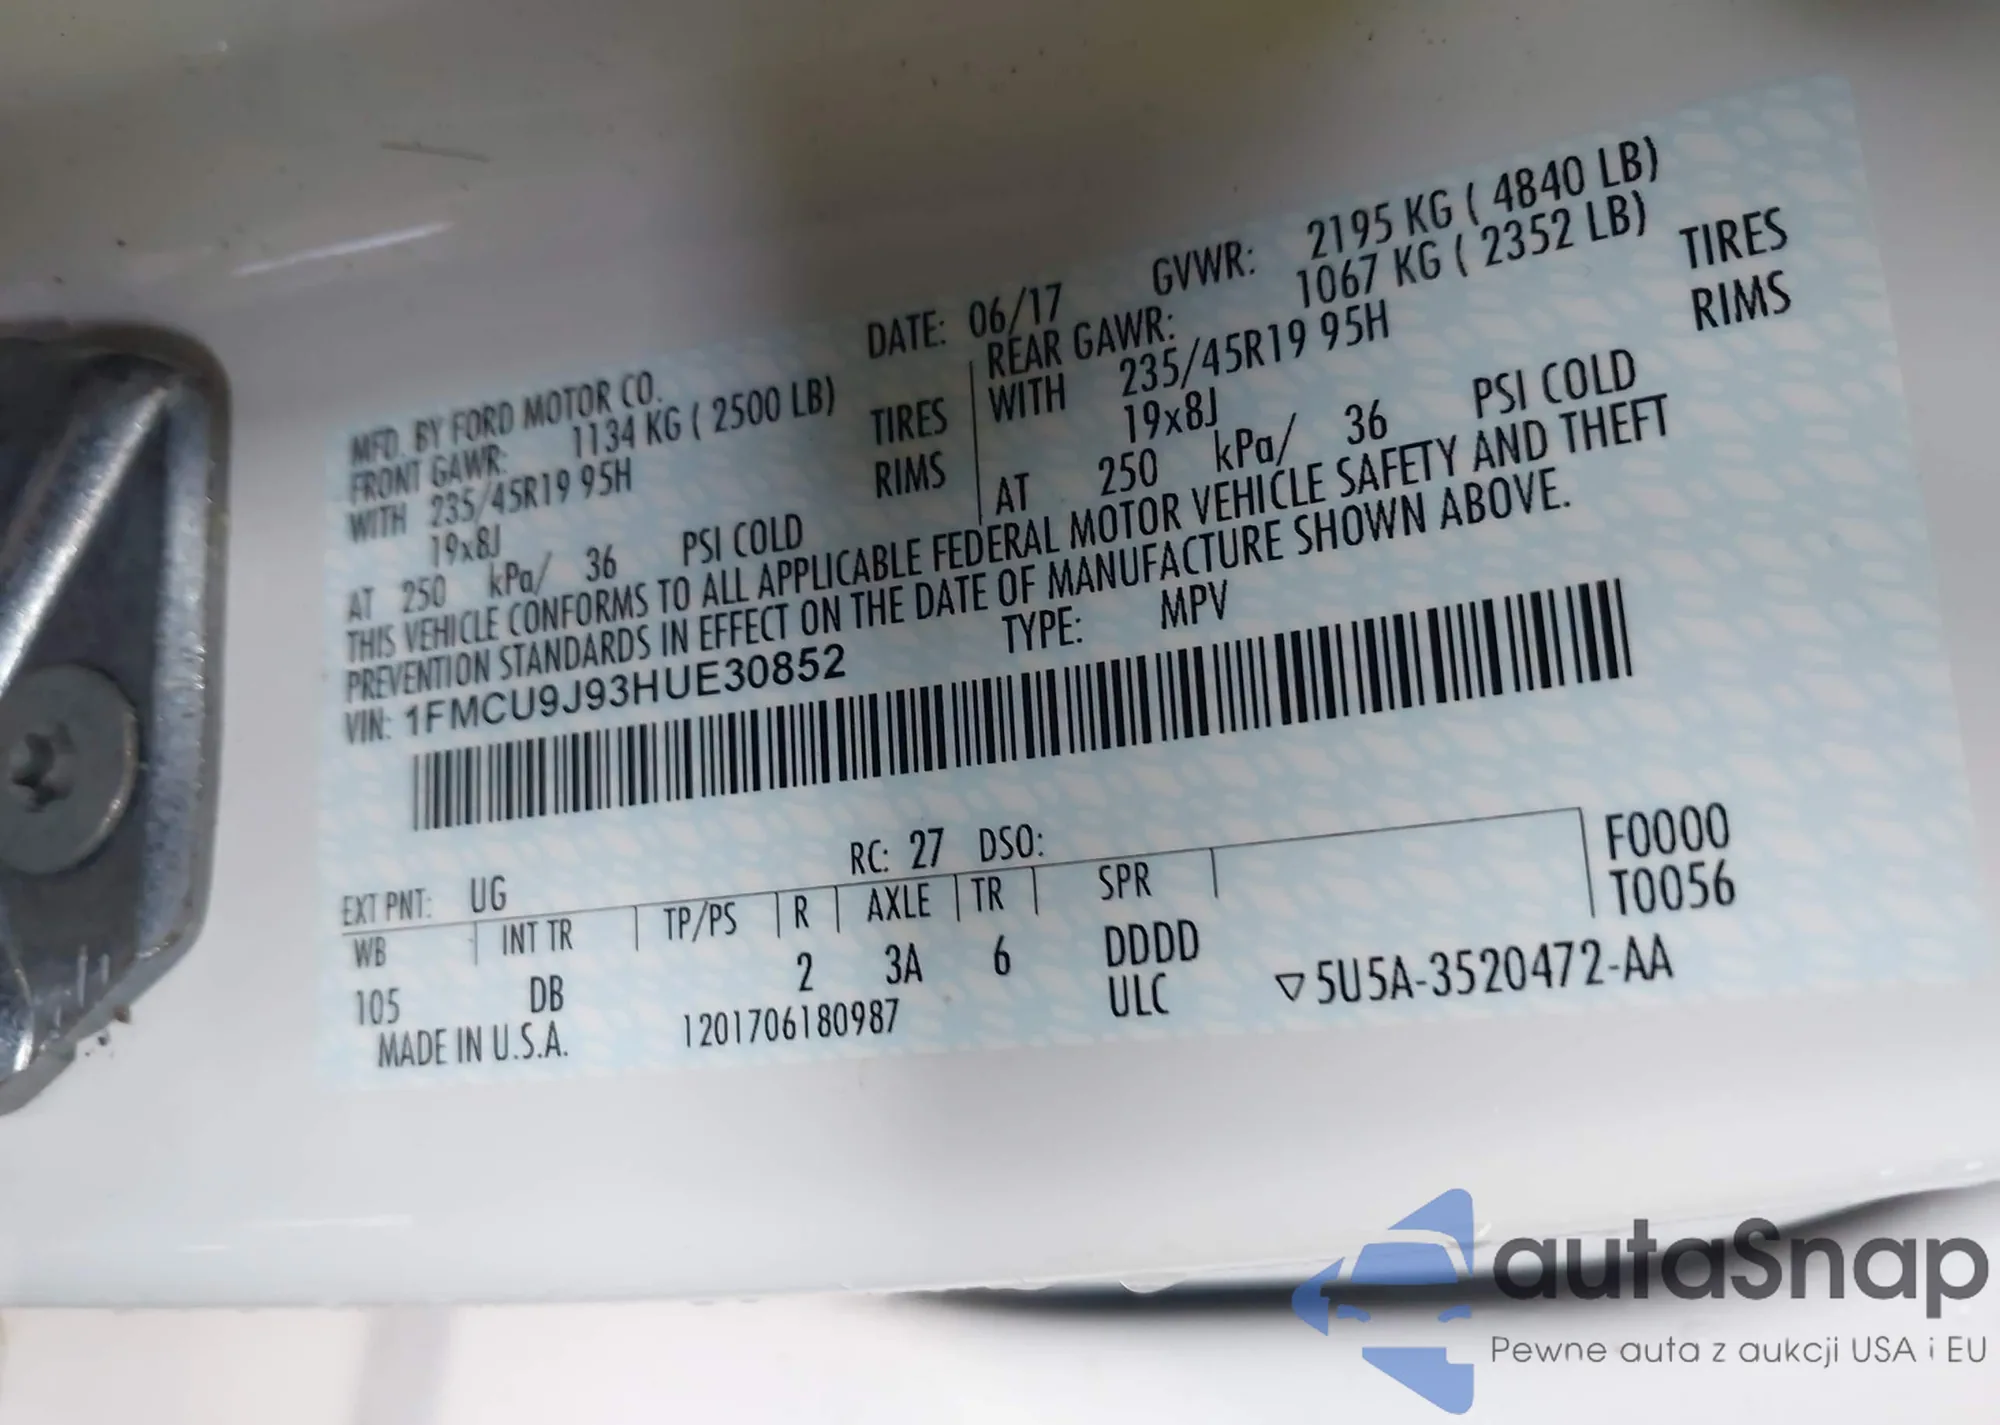 MFD. BY FORD MOTOR CO. DATE: 06/17 GVWR: 2195 KG ( 4840 LB)
FRONT GAWR: 1134 KG ( 2500 LB) REAR GAWR: 1067 KG ( 2352 LB)
WITH 235/45R19 95H TIRES WITH 235/45R19 95H TIRES
19x8J RIMS 19x8J RIMS
AT 250 kPa/ 36 PSI COLD AT 250 kPa/ 36 PSI COLD
THIS VEHICLE CONFORMS TO ALL APPLICABLE FEDERAL MOTOR VEHICLE SAFETY AND THEFT
PREVENTION STANDARDS IN EFFECT ON THE DATE OF MANUFACTURE SHOWN ABOVE.
VIN: 1FMCU9J93HUE30852 TYPE: MPV
EXT PNT: UG RC: 27 DSO: F0000
WB INT TR TP/PS R AXLE TR SPR T0056
105 DB 2 3A 6 DDDD
MADE IN U.S.A. 1201706180987 ULC ▽5U5A-3520472-AA
autaSnap
Pewne auta z aukcji USA i EU